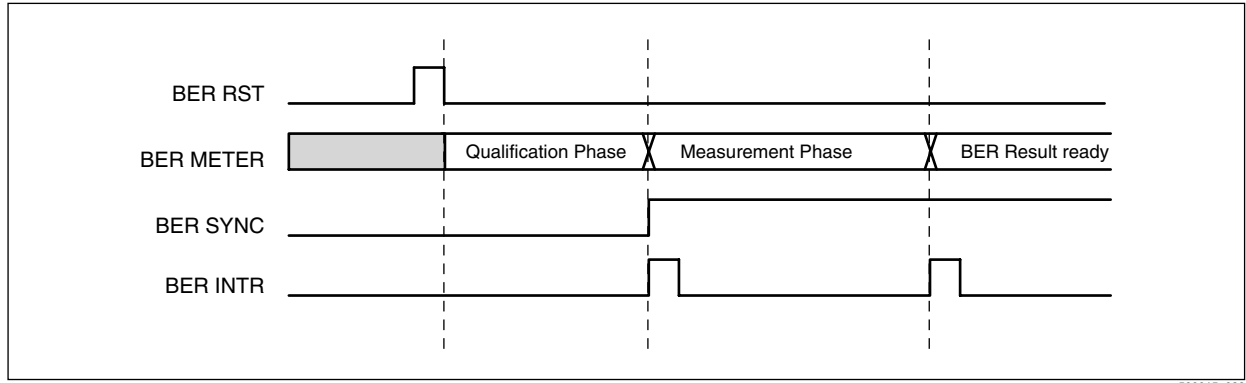 BER RST
BER METER
Qualification Phase
Measurement Phase
BER Result ready
BER SYNC
BER INTR